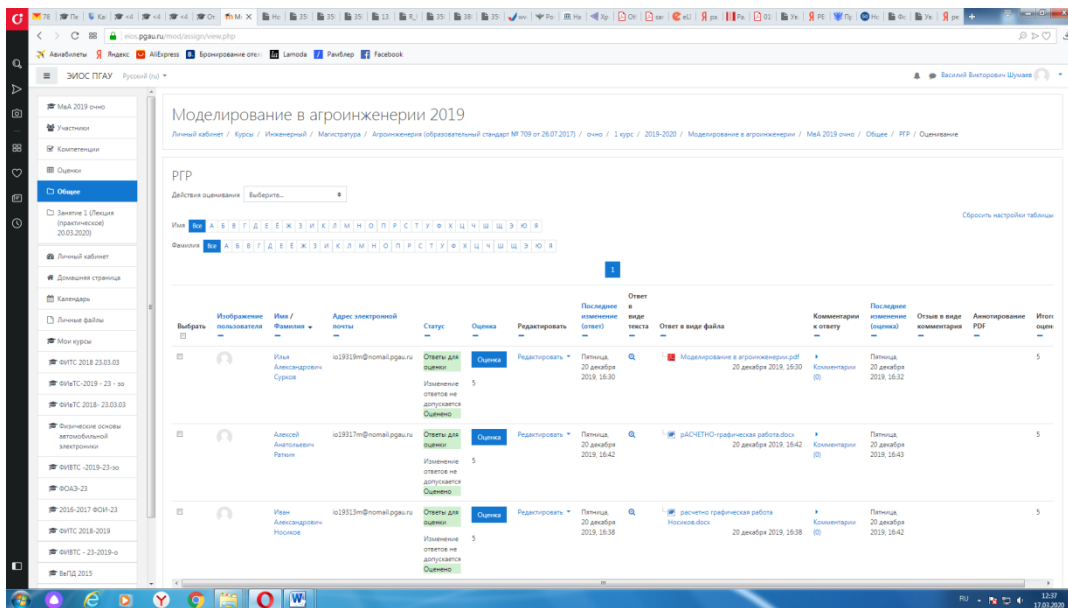 eios.pgau.ru/mod/assign/view.php
Авиабилеты Яндекс AliExpress Бронирование отел Lamoda Рамблер Facebook
ЭИОС ПГАУ Русский (ru)
Василий Викторович Шумаев
МвА 2019 очно
Участники
Компетенции
Оценки
Общее
Занятие 1 (Лекция
(практическое)
20.03.2020)
Личный кабинет
Домашняя страница
Календарь
Личные файлы
Мои курсы
ФИТС 2018 23.03.03
ФИвТС-2019 - 23 - зо
ФИвТС 2018- 23.03.03
Физические основы
автомобильной
электроники
ФИВТС -2019-23-зо
ФОАЭ-23
2016-2017 ФОИ-23
ФИТС 2018-2019
ФИВТС - 23-2019-о
ВеПД 2015
Моделирование в агроинженерии 2019
Личный кабинет / Курсы / Инженерный / Магистратура / Агроинженерия (образовательный стандарт № 709 от 26.07.2017) / очно / 1 курс / 2019-2020 / Моделирование в агроинженерии / МвА 2019 очно / Общее / РГР / Оценивание
РГР
Действия оценивания Выберите...
Сбросить настройки таблицы
Имя Все А Б В Г Д Е Ё Ж З И К Л М Н О П Р С Т У Ф Х Ц Ч Ш Щ Э Ю Я
Фамилия Все А Б В Г Д Е Ё Ж З И К Л М Н О П Р С Т У Ф Х Ц Ч Ш Щ Э Ю Я
1
Выбрать
Изображение
пользователя
Имя /
Фамилия
Адрес электронной
почты
Статус
Оценка
Редактировать
Последнее
изменение
(ответ)
Ответ
в
виде
текста
Ответ в виде файла
Комментарии
к ответу
Последнее
изменение
(оценка)
Отзыв в виде
комментария
Аннотирование
PDF
Итого
оцен
Илья
Александрович
Сурков
io19319m@nomail.pgau.ru
Ответы для
оценки
Изменение
ответов не
допускается
Оценено
Оценка
5
Редактировать
Пятница,
20 декабря
2019, 16:30
Моделирование в агроинженерии.pdf
20 декабря 2019, 16:30
Комментарии
(0)
Пятница,
20 декабря
2019, 16:32
5
Алексей
Анатольевич
Раткин
io19317m@nomail.pgau.ru
Ответы для
оценки
Изменение
ответов не
допускается
Оценено
Оценка
5
Редактировать
Пятница,
20 декабря
2019, 16:42
рАСЧЕТНО-графическая работа.docx
20 декабря 2019, 16:42
Комментарии
(0)
Пятница,
20 декабря
2019, 16:43
5
Иван
Александрович
Носиков
io19315m@nomail.pgau.ru
Ответы для
оценки
Изменение
ответов не
допускается
Оценено
Оценка
5
Редактировать
Пятница,
20 декабря
2019, 16:38
расчетно графическая работа
Носиков.docx
20 декабря 2019, 16:38
Комментарии
(0)
Пятница,
20 декабря
2019, 16:42
5
RU
12:37
17.03.2020